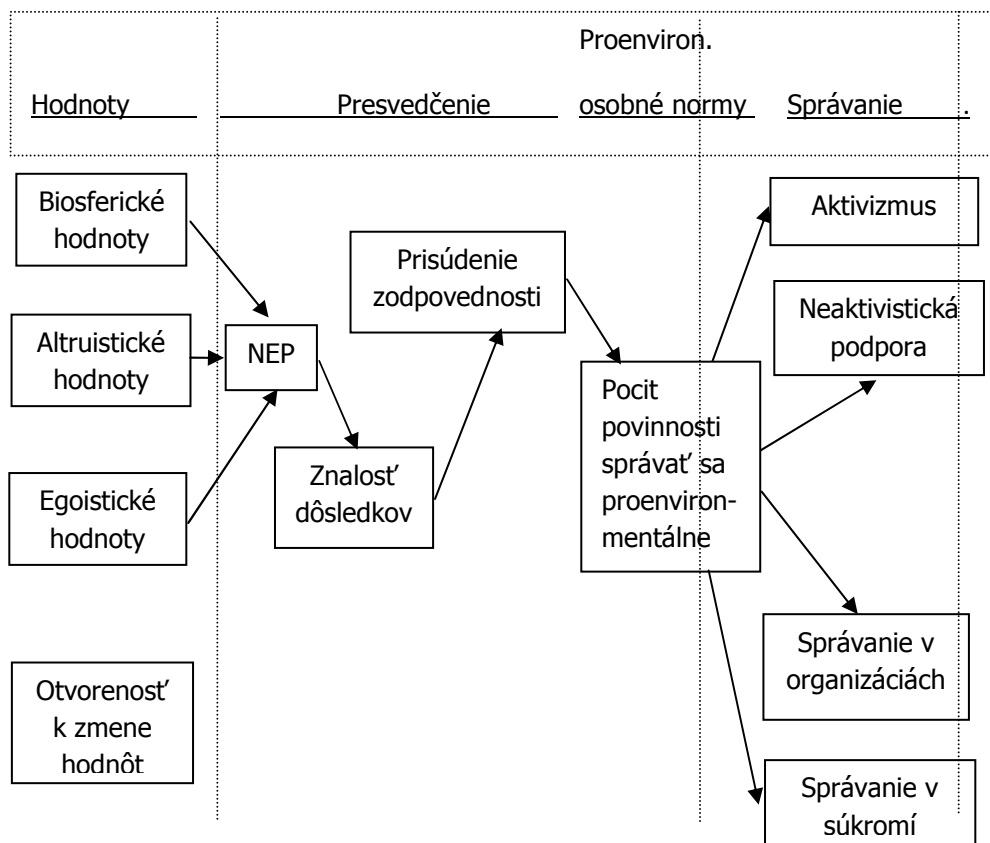 Proenviron.
Hodnoty Presvedčenie osobné normy Správanie .
Biosferické
hodnoty
Altruistické
hodnoty
Egoistické
hodnoty
Otvorenosť
k zmene
hodnôt
NEP
Znalosť
dôsledkov
Prisúdenie
zodpovednosti
Pocit
povinnosti
správať sa
proenviron-
mentálne
Aktivizmus
Neaktivistická
podpora
Správanie v
organizáciách
Správanie v
súkromí